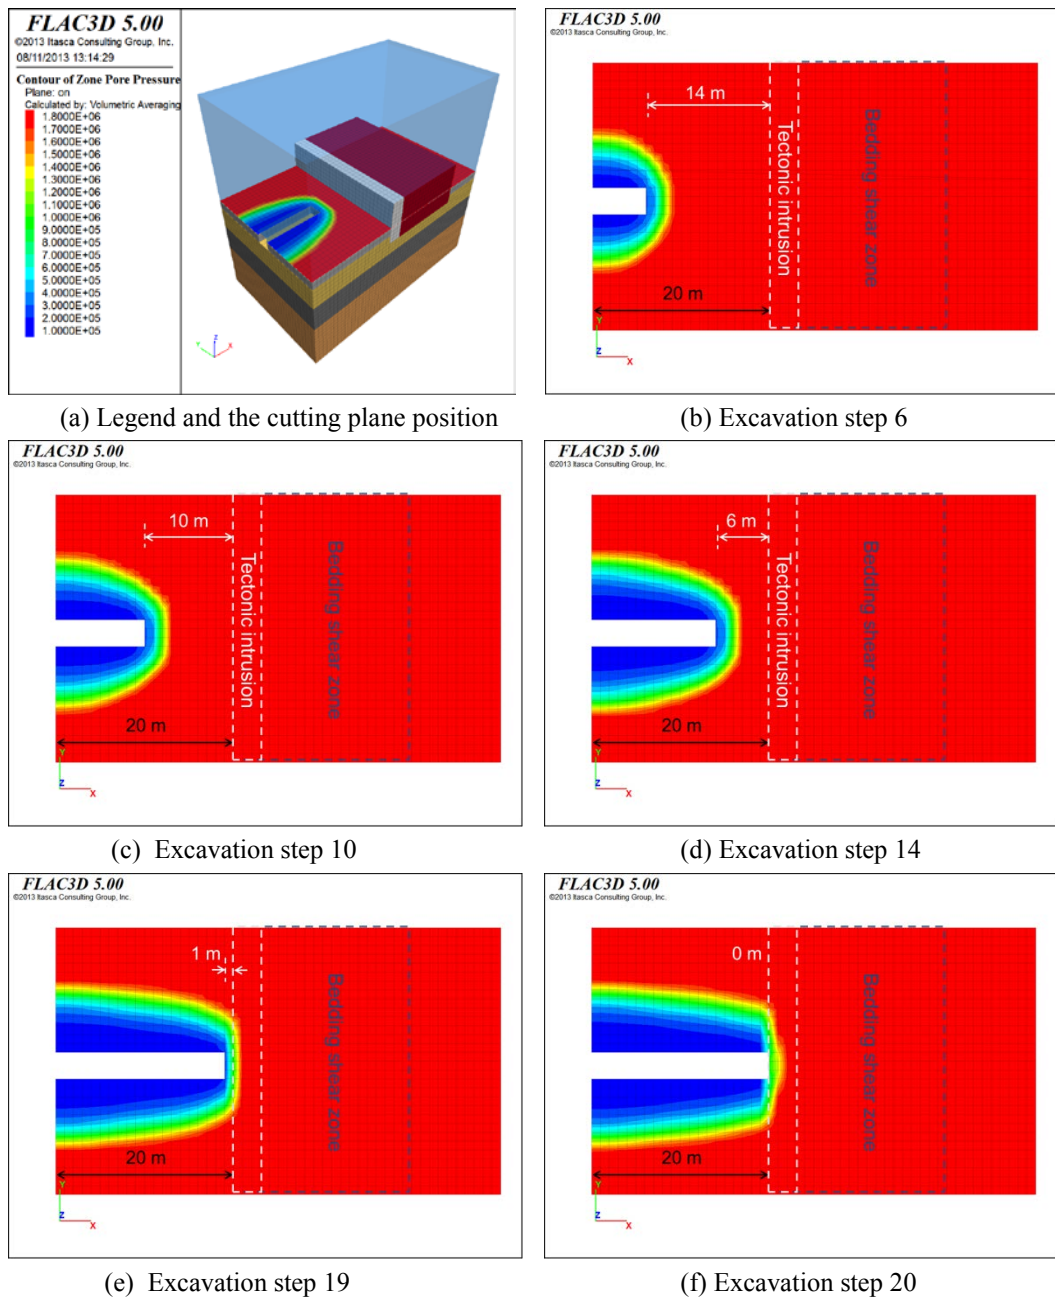 FLAC3D 5.00
©2013 Itasca Consulting Group, Inc.
08/11/2013 13:14:29
Contour of Zone Pore Pressure
Plane: on
Calculated by: Volumetric Averaging
1.8000E+06
1.7000E+06
1.6000E+06
1.5000E+06
1.4000E+06
1.3000E+06
1.2000E+06
1.1000E+06
1.0000E+06
9.0000E+05
8.0000E+05
7.0000E+05
6.0000E+05
5.0000E+05
4.0000E+05
3.0000E+05
2.0000E+05
1.0000E+05
Y
Z
X
(a) Legend and the cutting plane position
FLAC3D 5.00
©2013 Itasca Consulting Group, Inc.
14 m
Tectonic intrusion
Bedding shear zone
20 m
Y
Z
X
(b) Excavation step 6
FLAC3D 5.00
©2013 Itasca Consulting Group, Inc.
10 m
Tectonic intrusion
Bedding shear zone
20 m
Y
Z
X
(c) Excavation step 10
FLAC3D 5.00
©2013 Itasca Consulting Group, Inc.
6 m
Tectonic intrusion
Bedding shear zone
20 m
Y
Z
X
(d) Excavation step 14
FLAC3D 5.00
©2013 Itasca Consulting Group, Inc.
1 m
Bedding shear zone
20 m
Y
Z
X
(e) Excavation step 19
FLAC3D 5.00
©2013 Itasca Consulting Group, Inc.
0 m
Bedding shear zone
20 m
Y
Z
X
(f) Excavation step 20